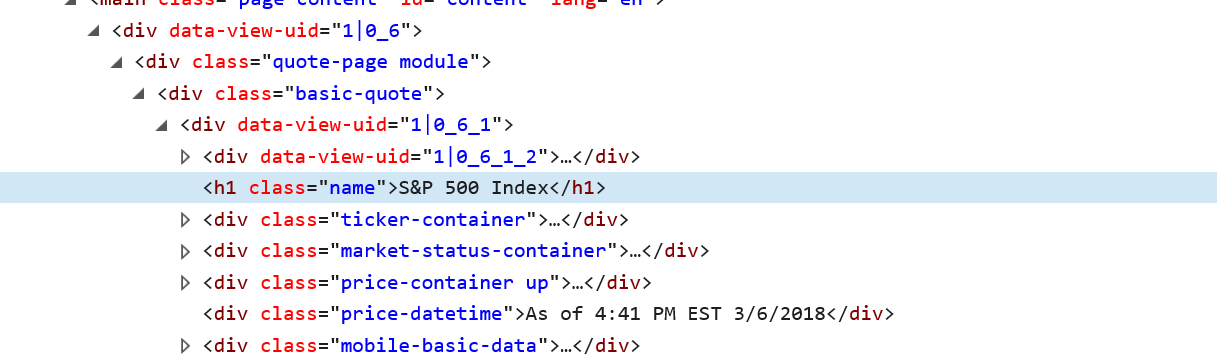 <main class="page content" id="content" lang="en">
<div data-view-uid="1|0_6">
<div class="quote-page module">
<div class="basic-quote">
<div data-view-uid="1|0_6_1">
<div data-view-uid="1|0_6_1_2">…</div>
<h1 class="name">S&P 500 Index</h1>
<div class="ticker-container">…</div>
<div class="market-status-container">…</div>
<div class="price-container up">…</div>
<div class="price-datetime">As of 4:41 PM EST 3/6/2018</div>
<div class="mobile-basic-data">…</div>